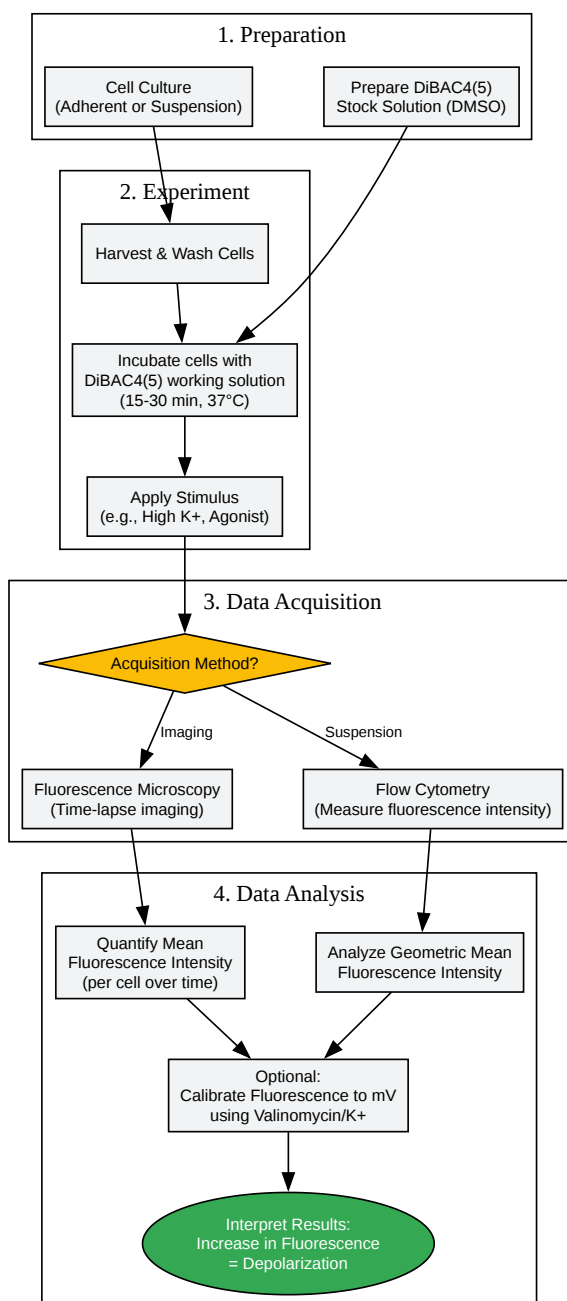 1. Preparation
Cell Culture
(Adherent or Suspension)
Prepare DiBAC4(5)
Stock Solution (DMSO)
2. Experiment
Harvest & Wash Cells
Incubate cells with
DiBAC4(5) working solution
(15-30 min, 37°C)
Apply Stimulus
(e.g., High K+, Agonist)
3. Data Acquisition
Acquisition Method?
Imaging
Suspension
Fluorescence Microscopy
(Time-lapse imaging)
Flow Cytometry
(Measure fluorescence intensity)
4. Data Analysis
Quantify Mean
Fluorescence Intensity
(per cell over time)
Analyze Geometric Mean
Fluorescence Intensity
Optional:
Calibrate Fluorescence to mV
using Valinomycin/K+
Interpret Results:
Increase in Fluorescence
= Depolarization